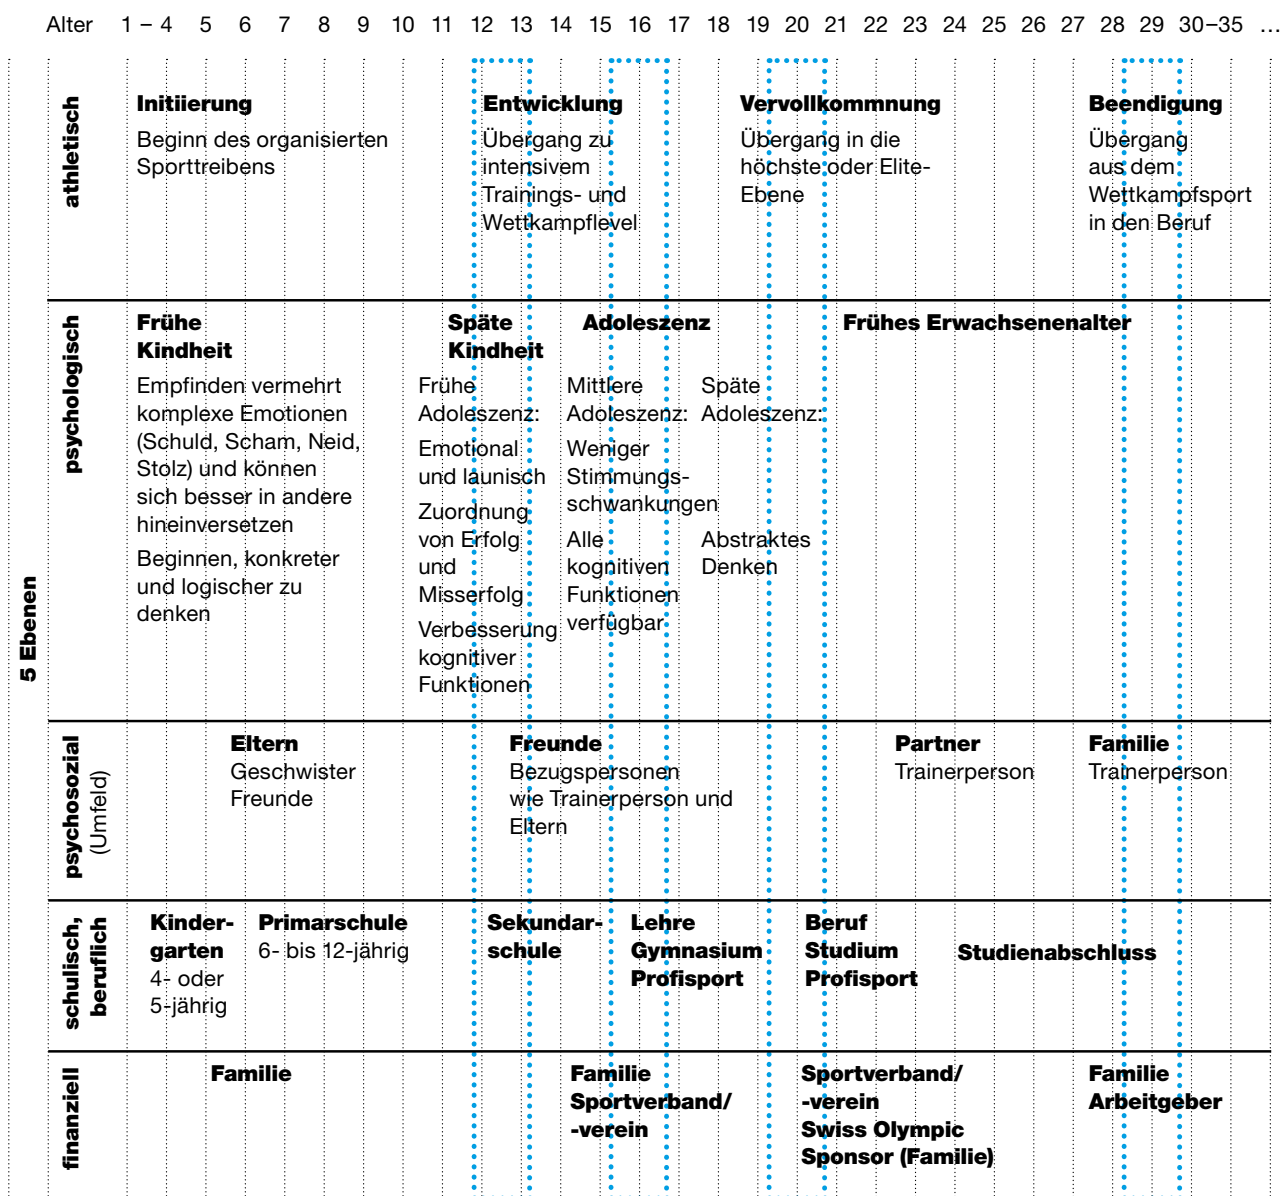 Alter 1 – 4 5 6 7 8 9 10 11 12 13 14 15 16 17 18 19 20 21 22 23 24 25 26 27 28 29 30–35 …
5 Ebenen
athletisch
Initiierung
Beginn des organisierten
Sporttreibens
Entwicklung
Übergang zu
intensivem
Trainings- und
Wettkampflevel
Vervollkommnung
Übergang in die
höchste oder Elite-
Ebene
Beendigung
Übergang
aus dem
Wettkampfsport
in den Beruf
psychologisch
Frühe
Kindheit
Empfinden vermehrt
komplexe Emotionen
(Schuld, Scham, Neid,
Stolz) und können
sich besser in andere
hineinversetzen
Beginnen, konkreter
und logischer zu
denken
Späte
Kindheit
Frühe
Adoleszenz:
Emotional
und launisch
Zuordnung
von Erfolg
und
Misserfolg
Verbesserung
kognitiver
Funktionen
Adoleszenz
Mittlere
Adoleszenz:
Weniger
Stimmungs-
schwankungen
Alle
kognitiven
Funktionen
verfügbar
Späte
Adoleszenz:
Abstraktes
Denken
Frühes Erwachsenenalter
psychosozial
(Umfeld)
Eltern
Geschwister
Freunde
Freunde
Bezugspersonen
wie Trainerperson und
Eltern
Partner
Trainerperson
Familie
Trainerperson
schulisch,
beruflich
Kinder-
garten
4- oder
5-jährig
Primarschule
6- bis 12-jährig
Sekundar-
schule
Lehre
Gymnasium
Profisport
Beruf
Studium
Profisport
Studienabschluss
finanziell
Familie
Familie
Sportverband/
-verein
Sportverband/
-verein
Swiss Olympic
Sponsor (Familie)
Familie
Arbeitgeber